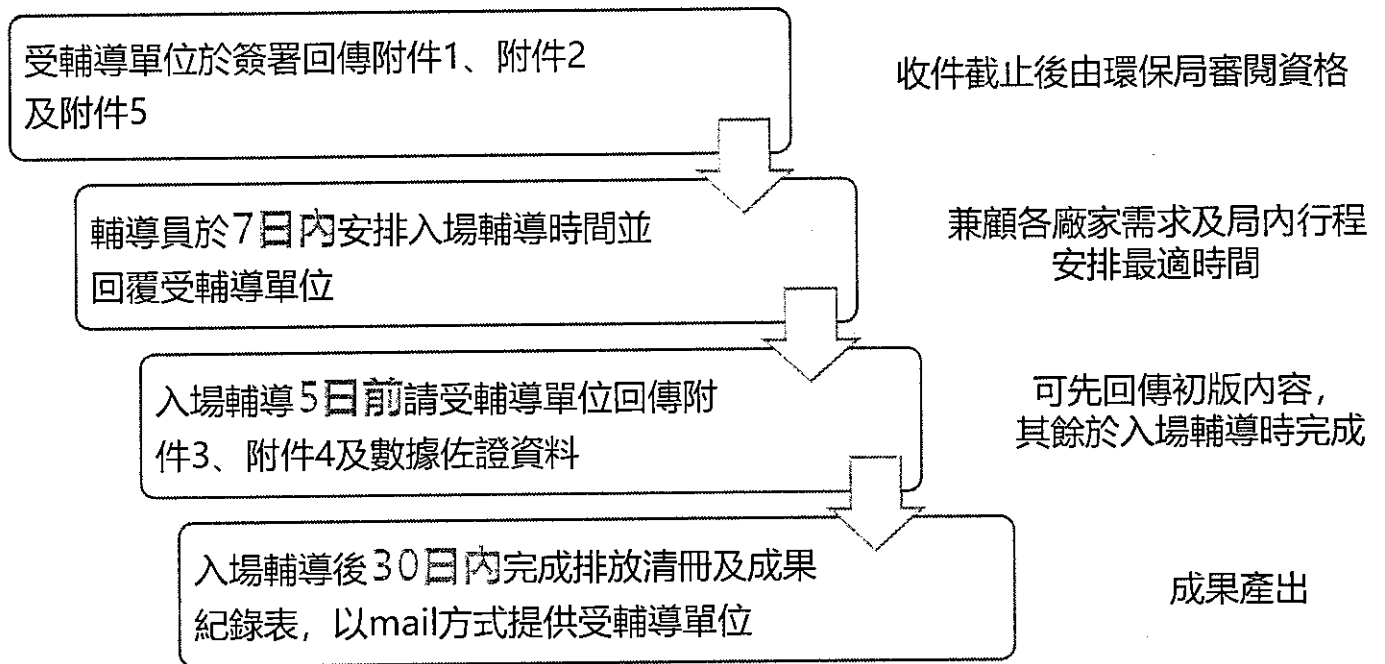 受輔導單位於簽署回傳附件1、附件2
及附件5
收件截止後由環保局審閱資格
輔導員於7日內安排入場輔導時間並
回覆受輔導單位
兼顧各廠家需求及局內行程
安排最適時間
入場輔導5日前請受輔導單位回傳附
件3、附件4及數據佐證資料
可先回傳初版內容，
其餘於入場輔導時完成
入場輔導後30日內完成排放清冊及成果
紀錄表，以mail方式提供受輔導單位
成果產出